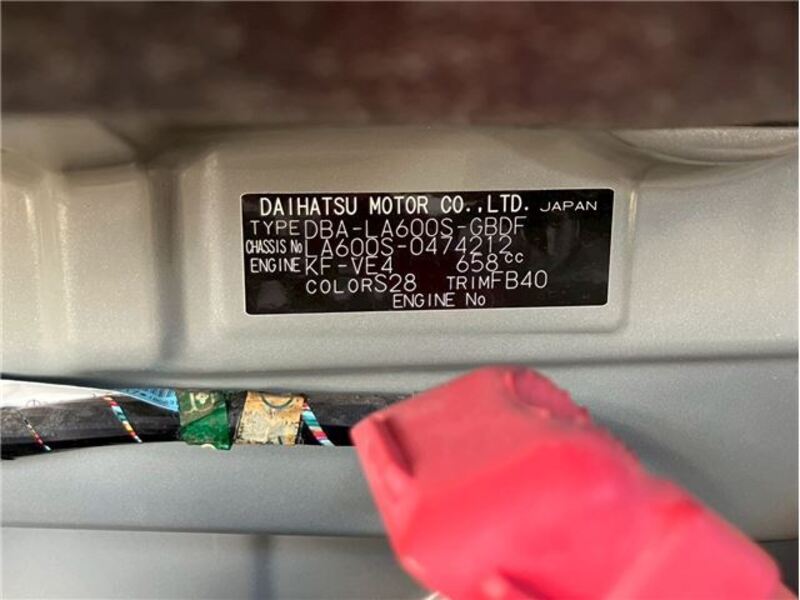 DAIHATSU MOTOR CO.,LTD. JAPAN
TYPE DBA-LA600S-GBDF
CHASSIS No LA600S-0474212
ENGINE KF-VE4 658cc
COLOR S28 TRIM FB40
ENGINE No